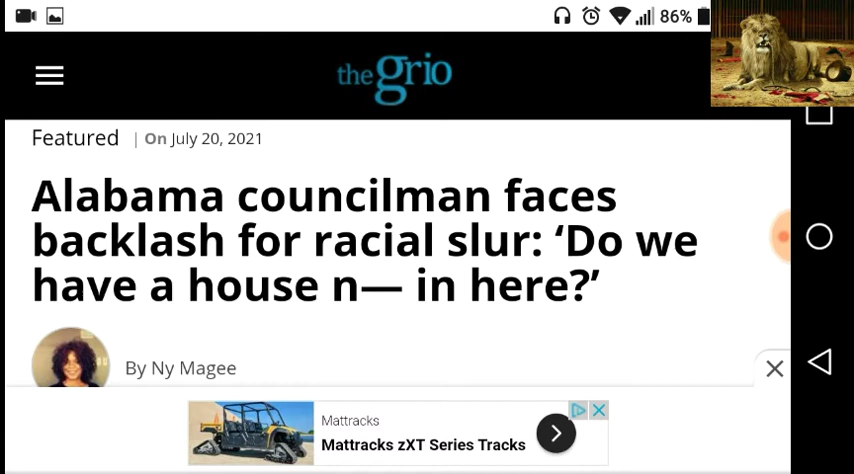 86%
thegrio
Featured | On July 20, 2021
Alabama councilman faces
backlash for racial slur: ‘Do we
have a house n— in here?’
By Ny Magee
Mattracks
Mattracks zXT Series Tracks